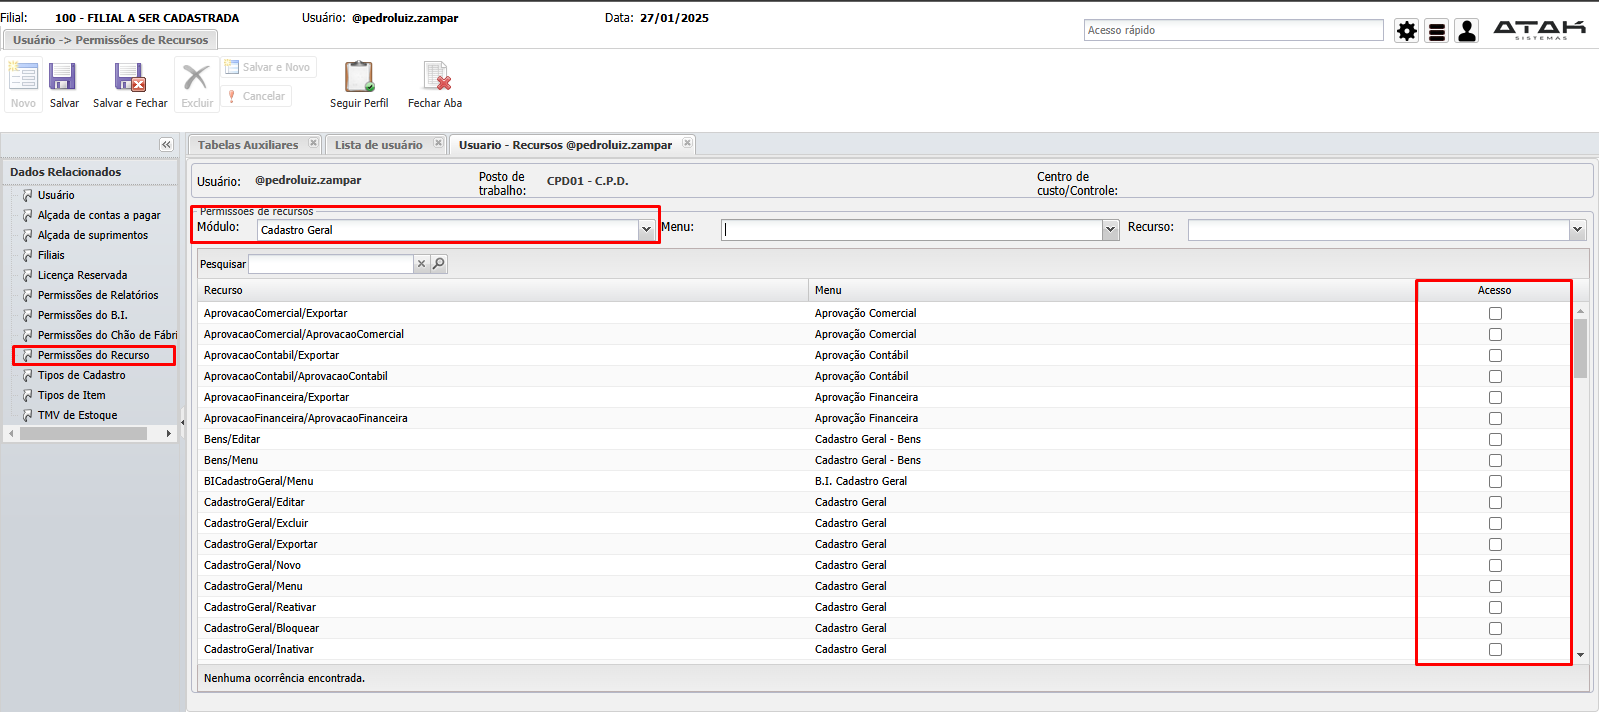 Filial: 100 - FILIAL A SER CADASTRADA Usuário: @pedroluiz.zampar Data: 27/01/2025
Acesso rápido
ATAK
SISTEMAS
Usuário -> Permissões de Recursos
Novo Salvar Salvar e Fechar Excluir Salvar e Novo Cancelar Seguir Perfil Fechar Aba
Tabelas Auxiliares Lista de usuário Usuario - Recursos @pedroluiz.zampar
Dados Relacionados
Usuário
Alçada de contas a pagar
Alçada de suprimentos
Filiais
Licença Reservada
Permissões de Relatórios
Permissões do B.I.
Permissões do Chão de Fábri
Permissões do Recurso
Tipos de Cadastro
Tipos de Item
TMV de Estoque
Usuário: @pedroluiz.zampar Posto de trabalho: CPD01 - C.P.D. Centro de custo/Controle:
Permissões de recursos
Módulo: Cadastro Geral Menu: Recurso:
Pesquisar
Recurso Menu Acesso
AprovacaoComercial/Exportar Aprovação Comercial
AprovacaoComercial/AprovacaoComercial Aprovação Comercial
AprovacaoContabil/Exportar Aprovação Contábil
AprovacaoContabil/AprovacaoContabil Aprovação Contábil
AprovacaoFinanceira/Exportar Aprovação Financeira
AprovacaoFinanceira/AprovacaoFinanceira Aprovação Financeira
Bens/Editar Cadastro Geral - Bens
Bens/Menu Cadastro Geral - Bens
BICadastroGeral/Menu B.I. Cadastro Geral
CadastroGeral/Editar Cadastro Geral
CadastroGeral/Excluir Cadastro Geral
CadastroGeral/Exportar Cadastro Geral
CadastroGeral/Novo Cadastro Geral
CadastroGeral/Menu Cadastro Geral
CadastroGeral/Reativar Cadastro Geral
CadastroGeral/Bloquear Cadastro Geral
CadastroGeral/Inativar Cadastro Geral
Nenhuma ocorrência encontrada.